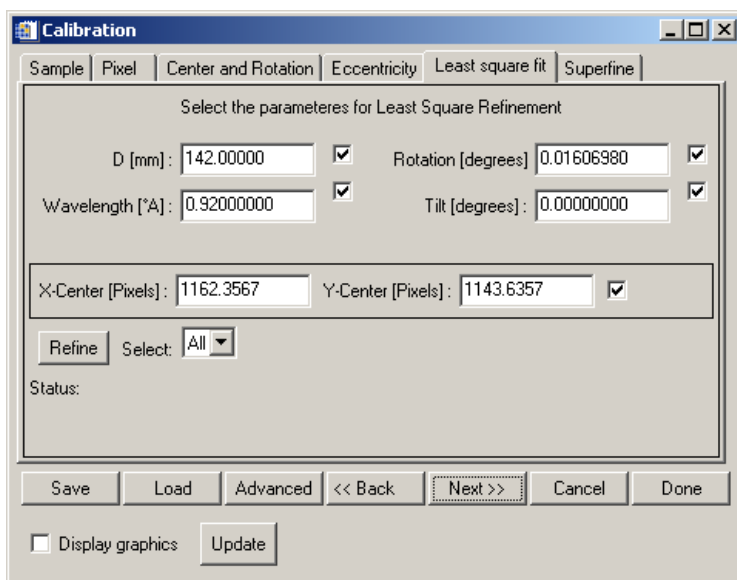 Calibration
Sample Pixel Center and Rotation Eccentricity Least square fit Superfine
Select the parameteres for Least Square Refinement
D [mm] : 142.00000 Rotation [degrees] 0.01606980
Wavelength [°A] : 0.92000000 Tilt [degrees] : 0.00000000
X-Center [Pixels] : 1162.3567 Y-Center [Pixels] : 1143.6357
Refine Select: All
Status:
Save Load Advanced << Back Next >> Cancel Done
Display graphics Update